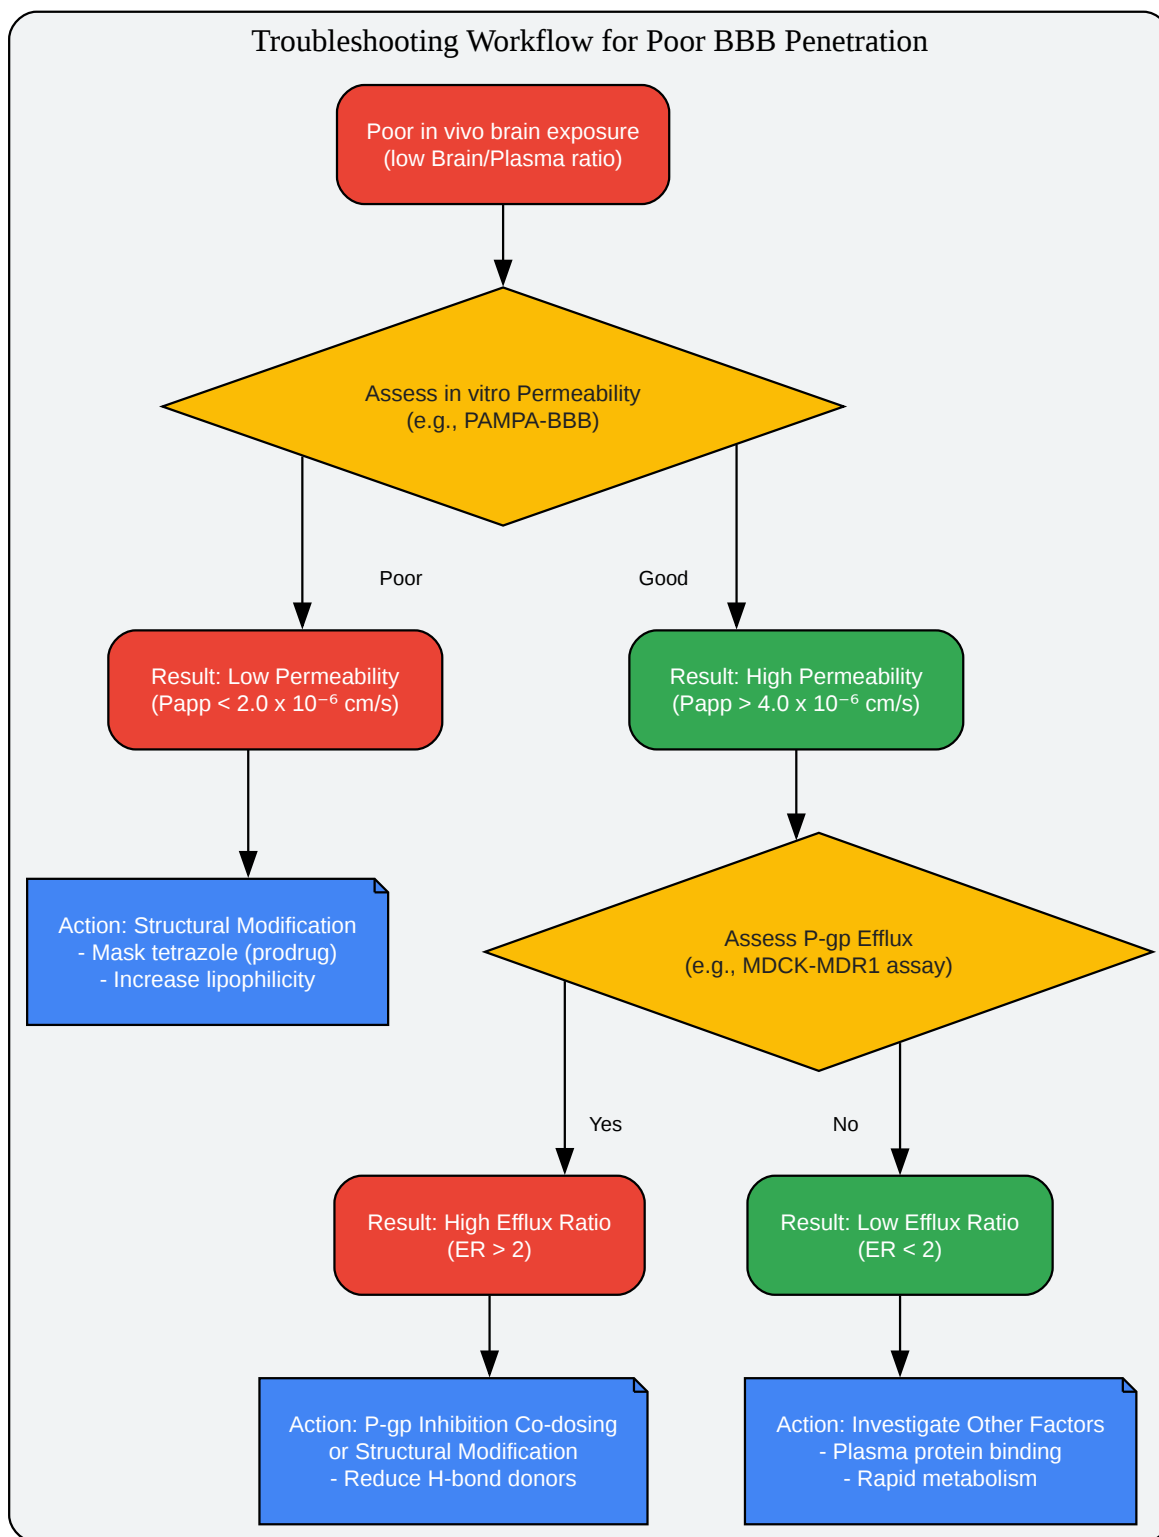 Troubleshooting Workflow for Poor BBB Penetration
Poor in vivo brain exposure
(low Brain/Plasma ratio)
Assess in vitro Permeability
(e.g., PAMPA-BBB)
Poor
Good
Result: Low Permeability
(Papp < 2.0 x 10⁻⁶ cm/s)
Result: High Permeability
(Papp > 4.0 x 10⁻⁶ cm/s)
Action: Structural Modification
- Mask tetrazole (prodrug)
- Increase lipophilicity
Assess P-gp Efflux
(e.g., MDCK-MDR1 assay)
Yes
No
Result: High Efflux Ratio
(ER > 2)
Result: Low Efflux Ratio
(ER < 2)
Action: P-gp Inhibition Co-dosing
or Structural Modification
- Reduce H-bond donors
Action: Investigate Other Factors
- Plasma protein binding
- Rapid metabolism